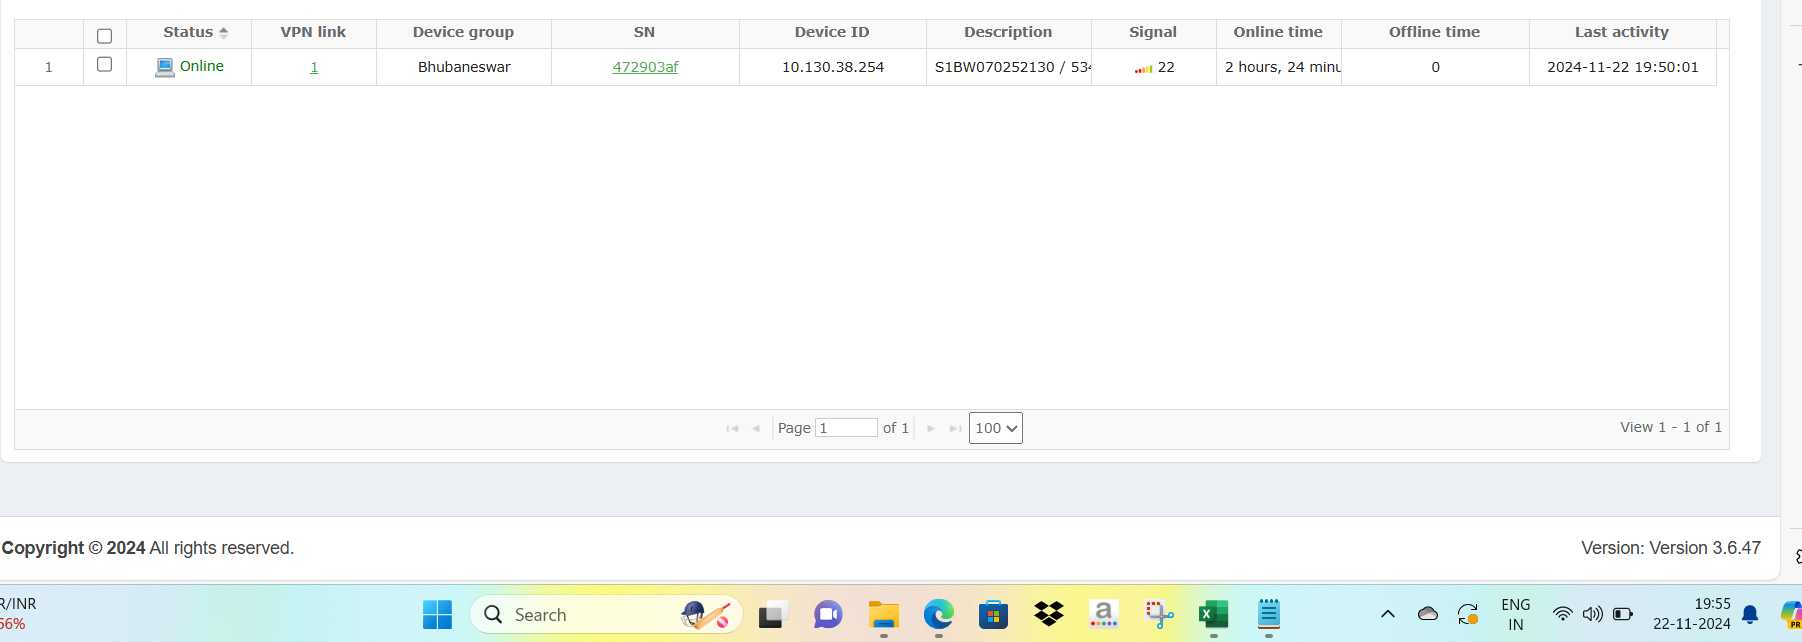 Status VPN link Device group SN Device ID Description Signal Online time Offline time Last activity
1 Online 1 Bhubaneswar 472903af 10.130.38.254 S1BW070252130 / 534 22 2 hours, 24 minu 0 2024-11-22 19:50:01
Page 1 of 1 100 View 1 - 1 of 1
Copyright © 2024 All rights reserved. Version: Version 3.6.47
R/INR
56%
Search
a
X
ENG
IN
19:55
22-11-2024
PR